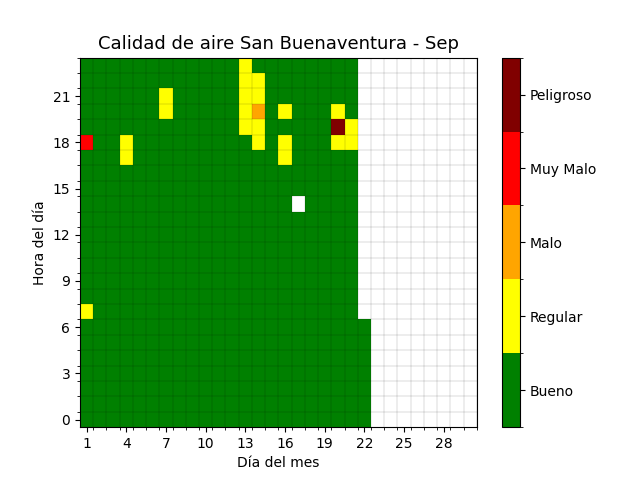 Calidad de aire San Buenaventura - Sep
Hora del día
21
18
15
12
9
6
3
0
1 4 7 10 13 16 19 22 25 28
Día del mes
Peligroso
Muy Malo
Malo
Regular
Bueno